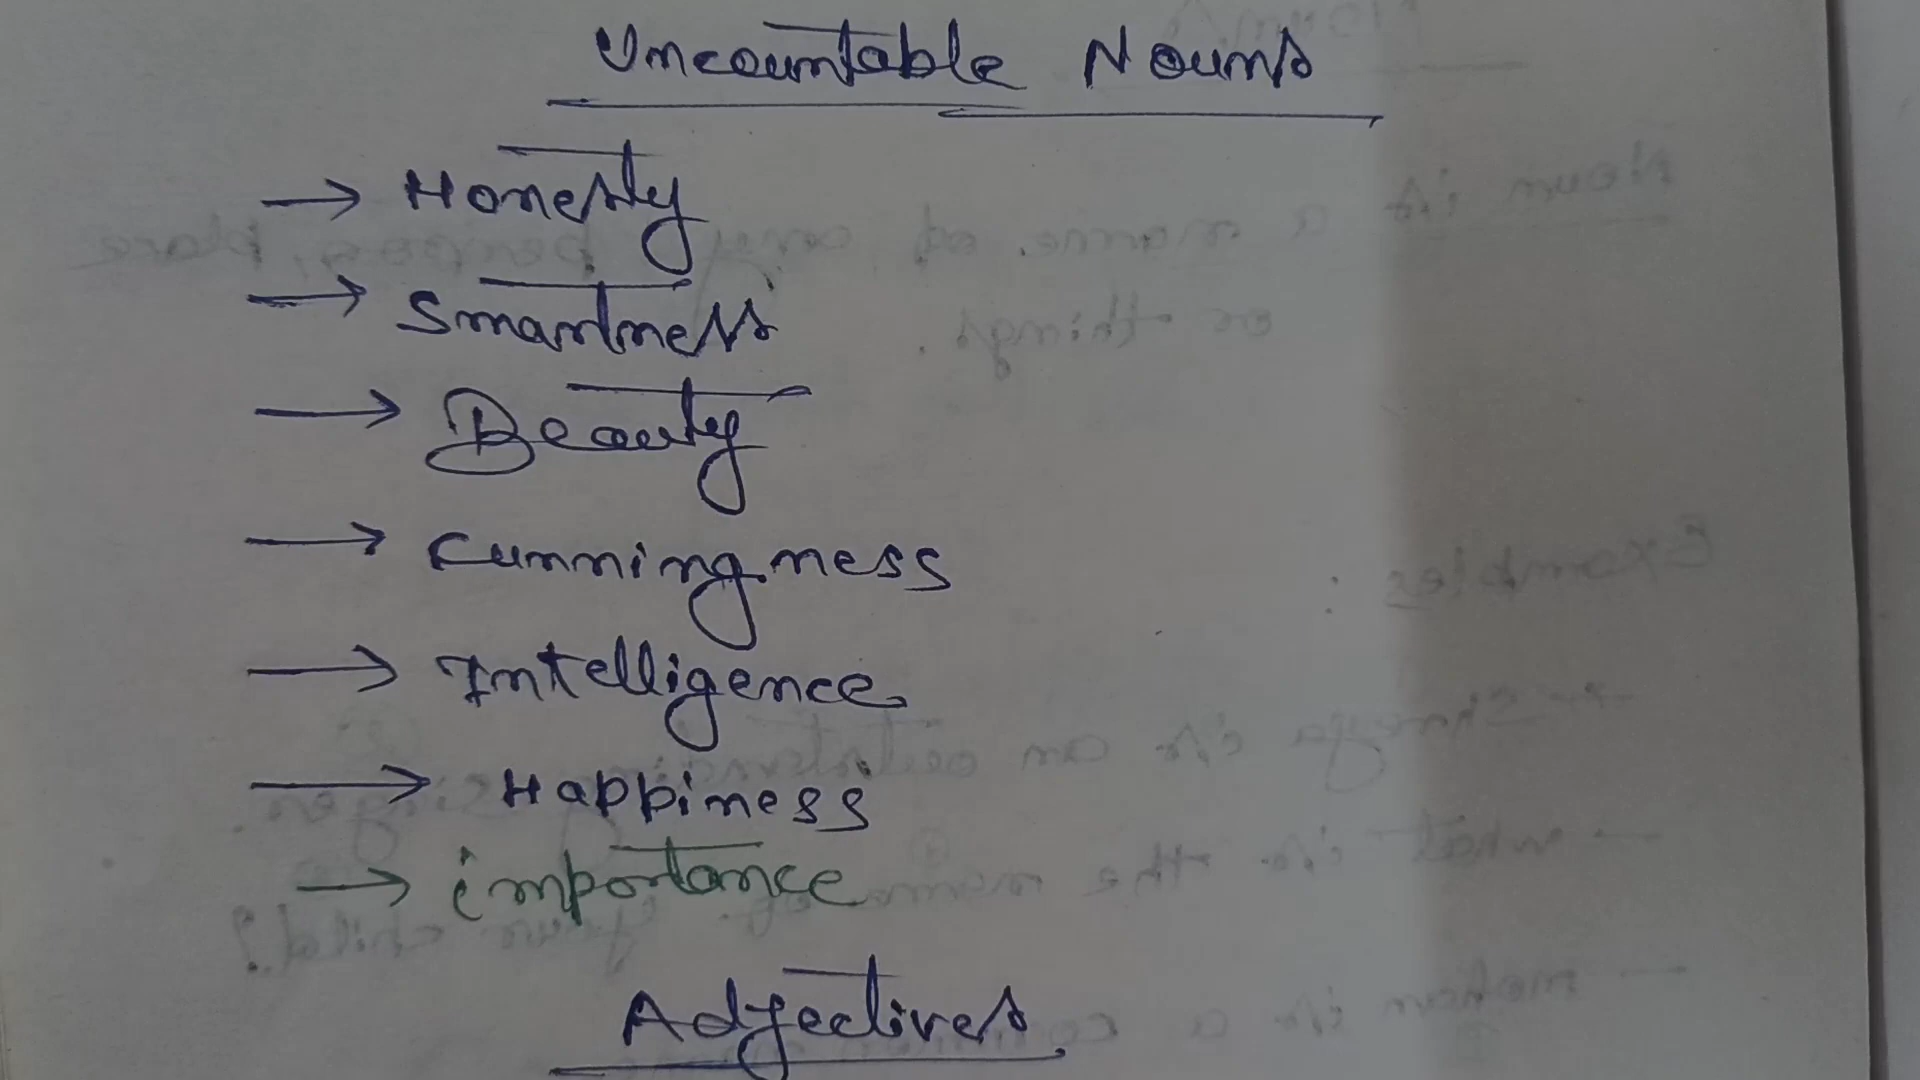 Uncountable Nouns
→ Honesty
→ Smartness
→ Beauty
→ Cunningness
→ Intelligence
→ Happiness
→ importance
Adjectives